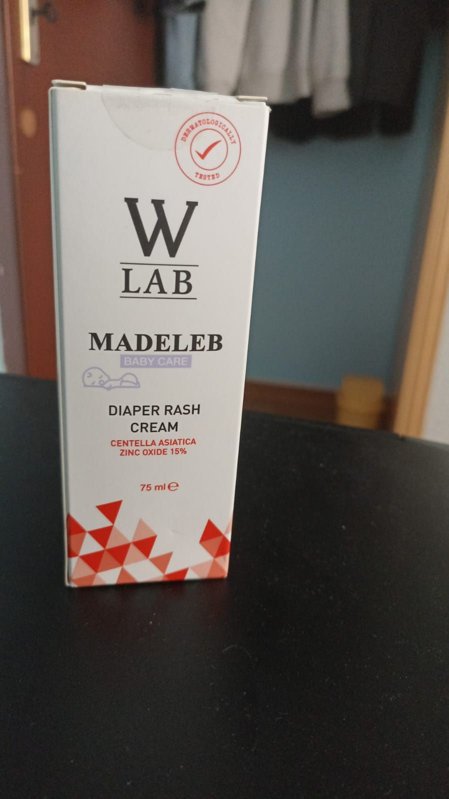 DERMATOLOGICALLY
TESTED
W
LAB
MADELEB
BABY CARE
DIAPER RASH
CREAM
CENTELLA ASIATICA
ZINC OXIDE 15%
75 ml ℮